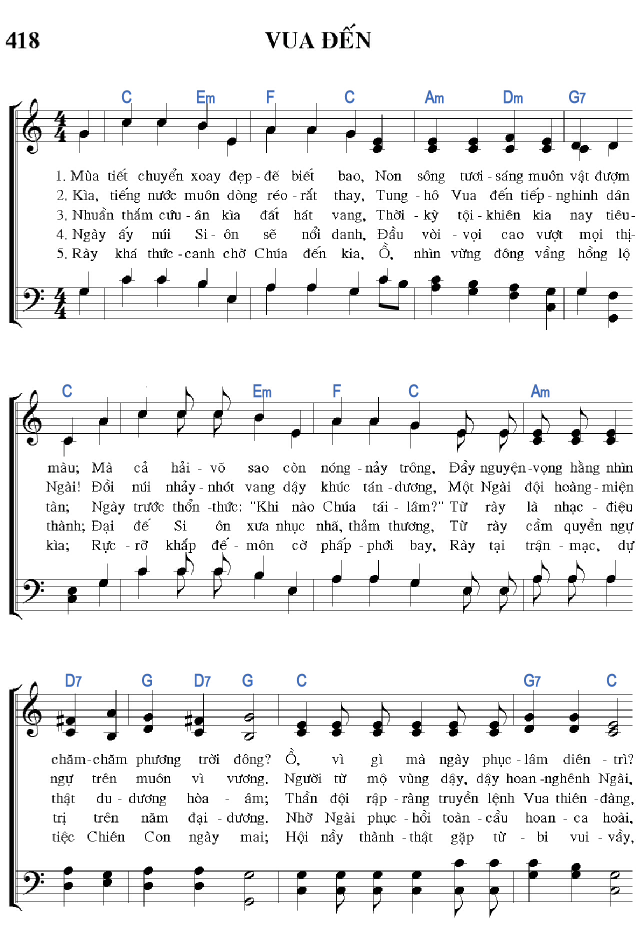 418 VUA ĐẾN
C Em F C Am Dm G7
1. Mùa tiết chuyển xoay đẹp-đẽ biết bao, Non sông tươi-sáng muôn vật đượm
2. Kìa, tiếng nước muôn dòng réo-rắt thay, Tung-hô Vua đến tiếp-nghinh dân
3. Nhuần thấm cứu-ân kìa đất hát vang, Thời-kỳ tội-khiên kia nay tiêu-
4. Ngày ấy núi Si-ôn sẽ nổi danh, Đầu vòi-vọi cao vượt mọi thị-
5. Rày khá thức-canh chờ Chúa đến kia, Ồ, nhìn vừng đông vầng hồng lộ
4 4
4 4
C Em F C Am
màu; Mà cả hải-võ sao còn nóng-nảy trông, Đầy nguyện-vọng hằng nhìn
Ngài! Đồi núi nhảy-nhót vang dậy khúc tán-dương, Một Ngài đội hoàng-miện
tàn; Ngày trước thổn-thức: "Khi nào Chúa tái-lâm?" Từ rày là nhạc-điệu
thành; Đại đế Si ôn xưa nhục nhã, thảm thương, Từ rày cầm quyền ngự
kìa; Rực-rỡ khắp đế-môn cờ phấp-phới bay, Rày tại trận-mạc, dự
D7 G D7 G C G7 C
chăm-chăm phương trời đông? Ồ, vì gì mà ngày phục-lâm diên-trì?
ngự trên muôn vì vương. Người từ mộ vùng dậy, dậy hoan-nghênh Ngài,
thật du-dương hòa-âm; Thần đội rập-ràng truyền lệnh Vua thiên-đàng,
trị trên năm đại-dương. Nhờ Ngài phục-hồi toàn-cầu hoan-ca hoài,
tiệc Chiên Con ngày mai; Hội nầy thành-thật gặp từ-bi vui-vầy,